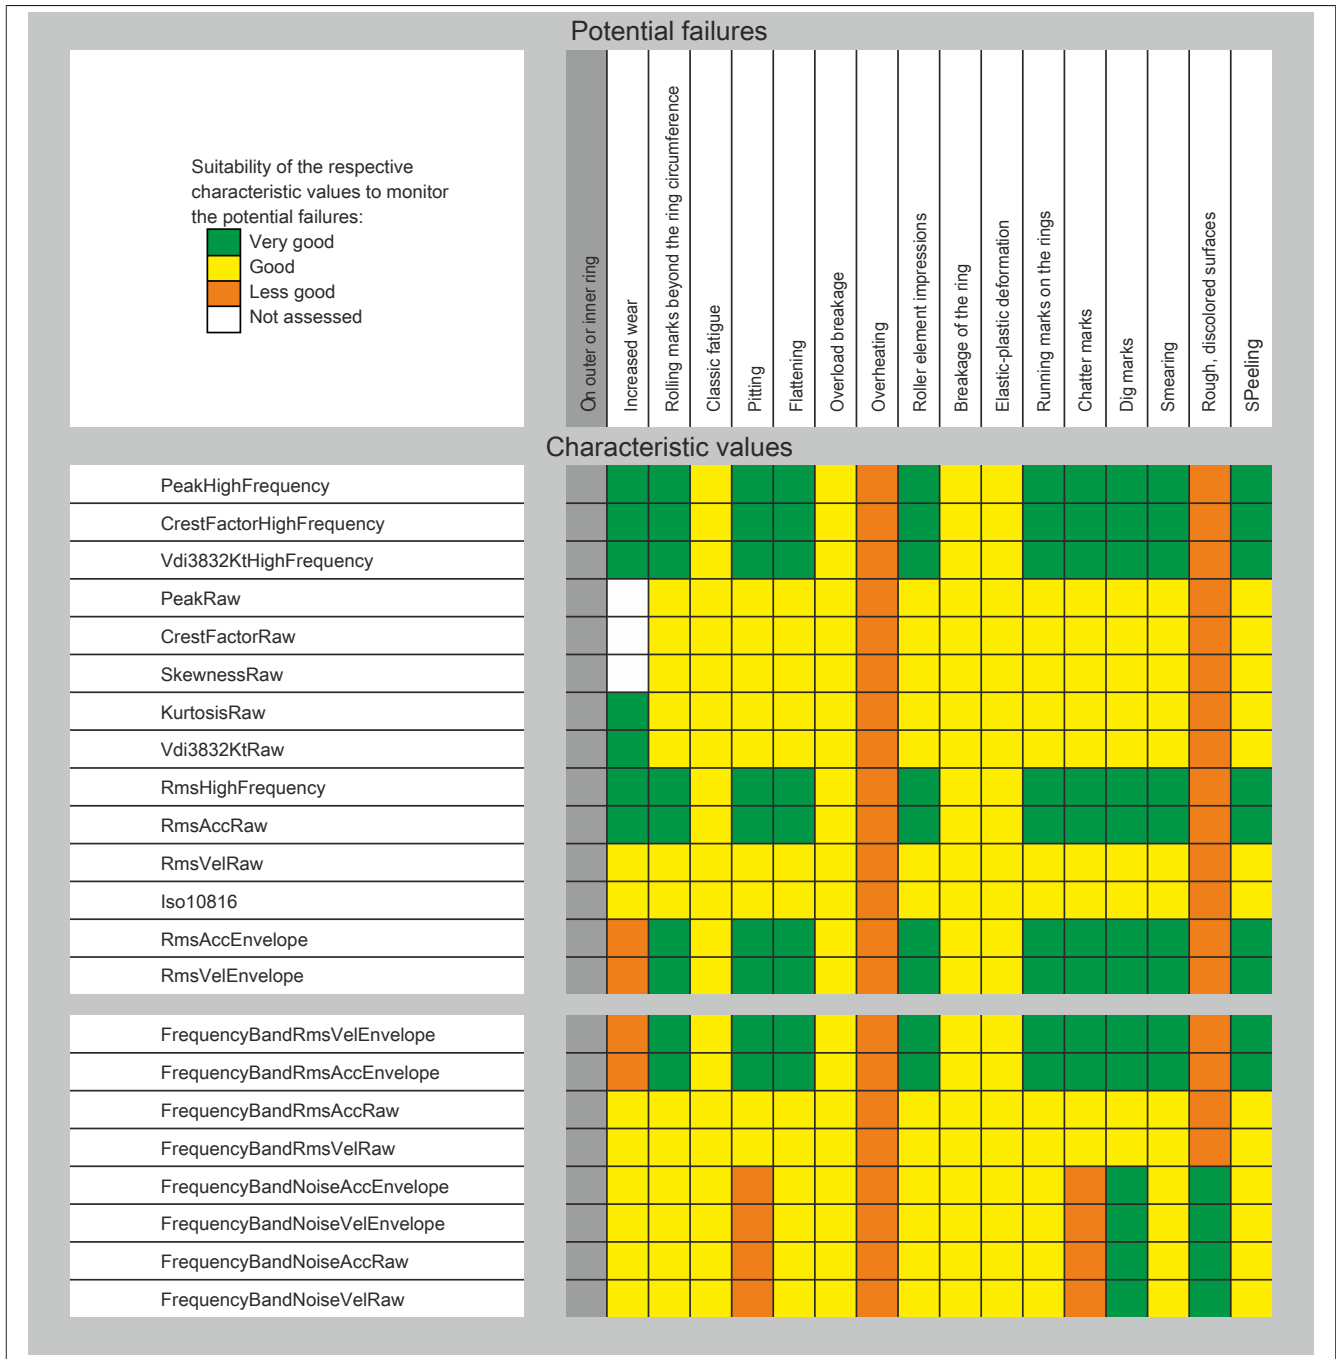 Potential failures
Suitability of the respective
characteristic values to monitor
the potential failures:
Very good
Good
Less good
Not assessed
On outer or inner ring
Increased wear
Rolling marks beyond the ring circumference
Classic fatigue
Pitting
Flattening
Overload breakage
Overheating
Roller element impressions
Breakage of the ring
Elastic-plastic deformation
Running marks on the rings
Chatter marks
Dig marks
Smearing
Rough, discolored surfaces
SPeeling
Characteristic values
PeakHighFrequency
CrestFactorHighFrequency
Vdi3832KtHighFrequency
PeakRaw
CrestFactorRaw
SkewnessRaw
KurtosisRaw
Vdi3832KtRaw
RmsHighFrequency
RmsAccRaw
RmsVelRaw
Iso10816
RmsAccEnvelope
RmsVelEnvelope
FrequencyBandRmsVelEnvelope
FrequencyBandRmsAccEnvelope
FrequencyBandRmsAccRaw
FrequencyBandRmsVelRaw
FrequencyBandNoiseAccEnvelope
FrequencyBandNoiseVelEnvelope
FrequencyBandNoiseAccRaw
FrequencyBandNoiseVelRaw